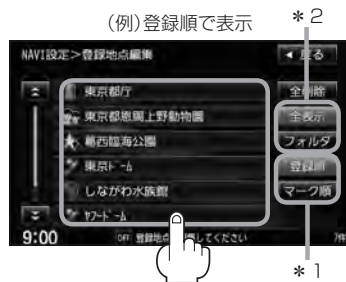 (例)登録順で表示
*2
NAVI設定>登録地点編集
戻る
東京都庁
全削除
東京都恩賜上野動物園
全表示
葛西臨海公園
フォルダ
東京ドーム
登録順
しながわ水族館
マーク順
ヤフードーム
9:00
OFF 登録地点
してください
7件
*1